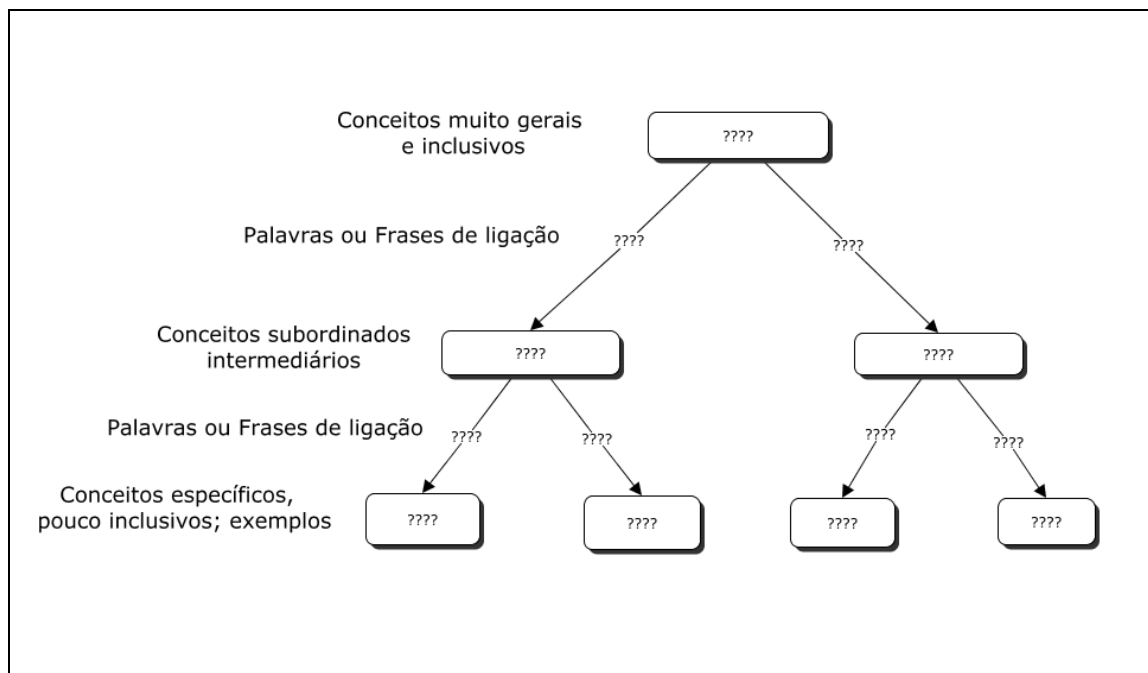 Conceitos muito gerais
e inclusivos
????
Palavras ou Frases de ligação
????
????
Conceitos subordinados
intermediários
????
????
Palavras ou Frases de ligação
????
????
????
????
Conceitos específicos,
pouco inclusivos; exemplos
????
????
????
????